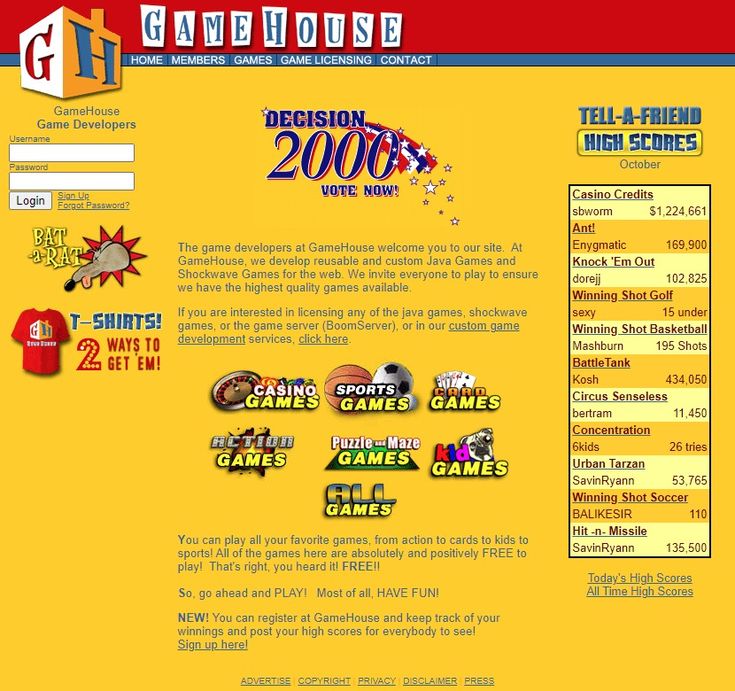 G H
GAMEHOUSE
HOME MEMBERS GAMES GAME LICENSING CONTACT
GameHouse
Game Developers
Username
Password
Login Sign Up
Forgot Password?
BAT
-a-RAT
GH
T-SHIRTS!
2 WAYS TO
GET 'EM!
DECISION
2000
VOTE NOW!
The game developers at GameHouse welcome you to our site. At
GameHouse, we develop reusable and custom Java Games and
Shockwave Games for the web. We invite everyone to play to ensure
we have the highest quality games available.
If you are interested in licensing any of the java games, shockwave
games, or the game server (BoomServer), or in our custom game
development services, click here.
CASINO
GAMES
SPORTS
GAMES
CARD
GAMES
ACTION
GAMES
Puzzle and Maze
GAMES
kid
GAMES
ALL
GAMES
You can play all your favorite games, from action to cards to kids to
sports! All of the games here are absolutely and positively FREE to
play! That's right, you heard it! FREE!!
So, go ahead and PLAY! Most of all, HAVE FUN!
NEW! You can register at GameHouse and keep track of your
winnings and post your high scores for everybody to see!
Sign up here!
TELL-A-FRIEND
HIGH SCORES
October
Casino Credits
sbworm $1,224,661
Ant!
Enygmatic 169,900
Knock 'Em Out
dorejj 102,825
Winning Shot Golf
sexy 15 under
Winning Shot Basketball
Mashburn 195 Shots
BattleTank
Kosh 434,050
Circus Senseless
bertram 11,450
Concentration
6kids 26 tries
Urban Tarzan
SavinRyann 53,765
Winning Shot Soccer
BALIKESIR 110
Hit -n- Missile
SavinRyann 135,500
Today's High Scores
All Time High Scores
ADVERTISE | COPYRIGHT | PRIVACY | DISCLAIMER | PRESS